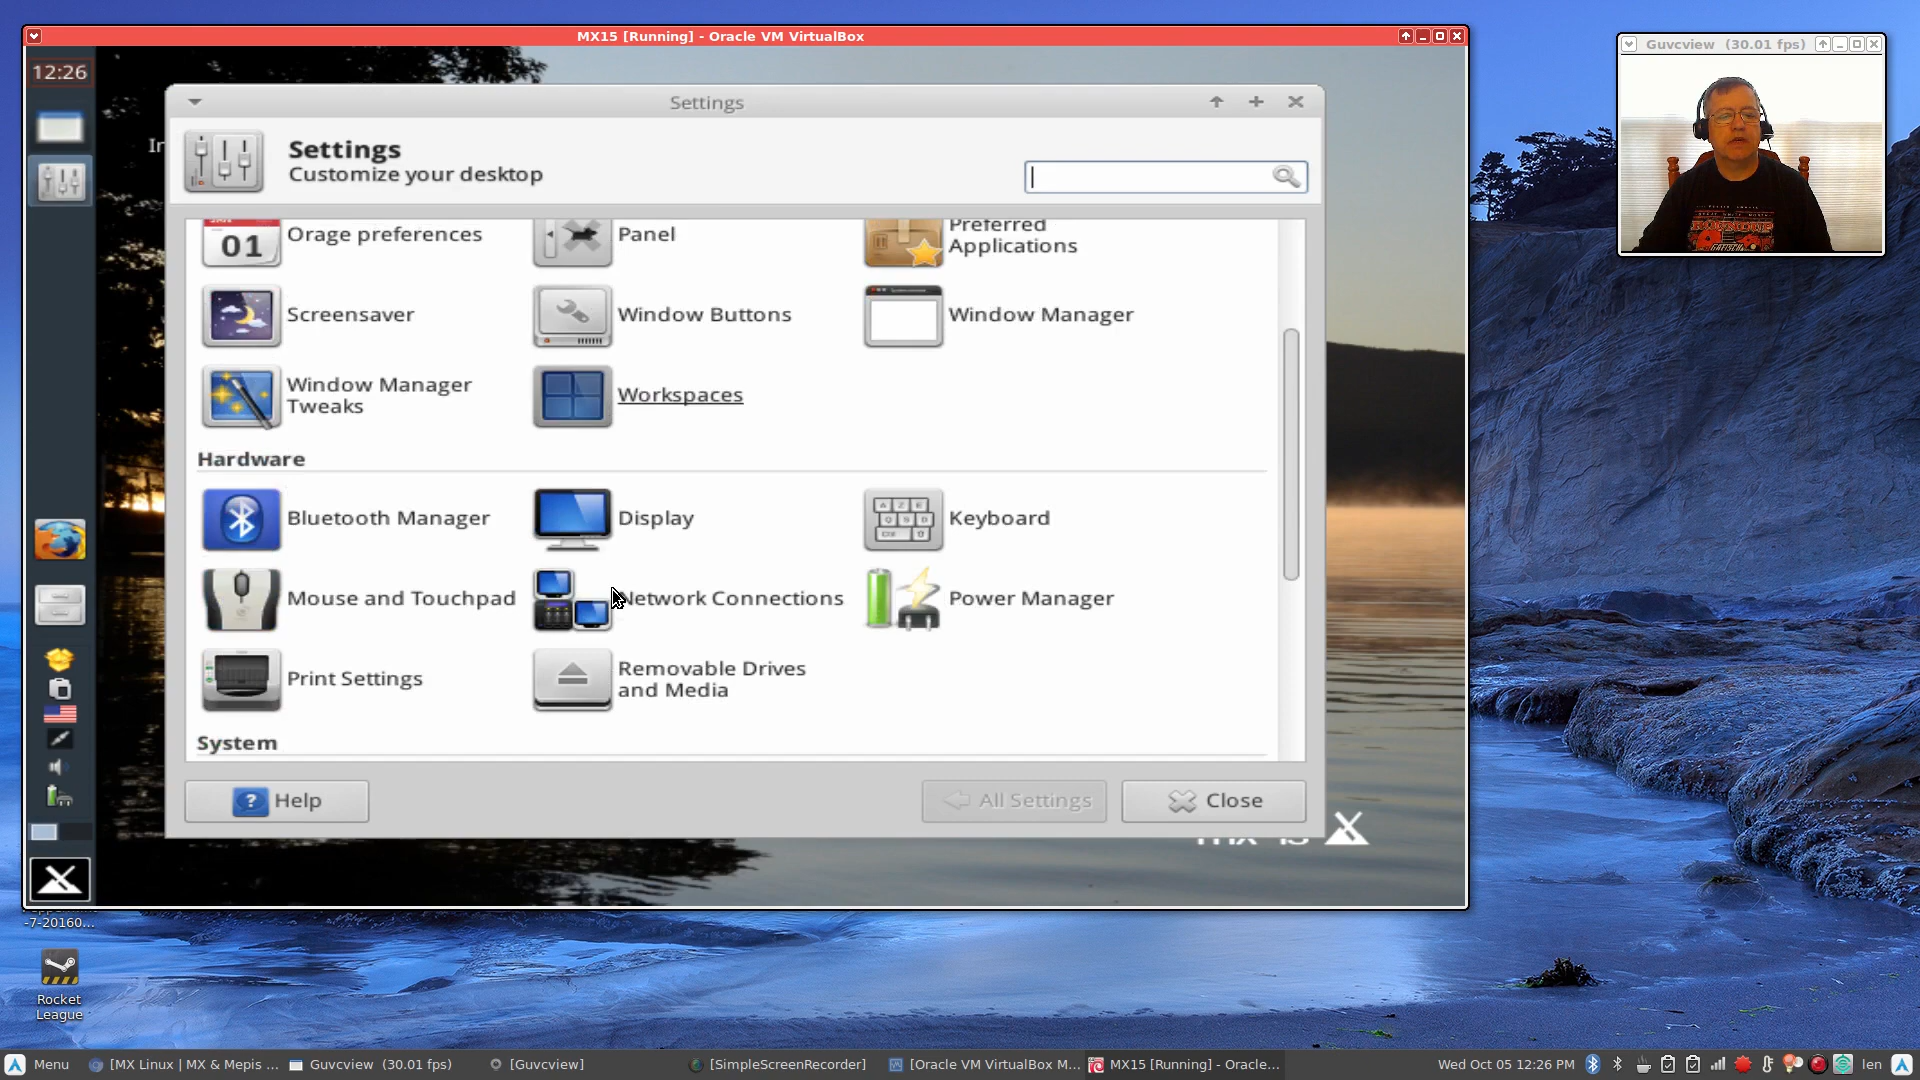 MX15 [Running] - Oracle VM VirtualBox
Guvcview (30.01 fps)
12:26
In
Settings
Settings
Customize your desktop
01
Orage preferences
Panel
Preferred
Applications
Screensaver
Window Buttons
Window Manager
Window Manager
Tweaks
Workspaces
Hardware
Bluetooth Manager
Display
Keyboard
Mouse and Touchpad
Network Connections
Power Manager
Print Settings
Removable Drives
and Media
System
Help
All Settings
Close
-7-20160...
Rocket
League
Menu
[MX Linux | MX & Mepis ...
Guvcview (30.01 fps)
[Guvcview]
[SimpleScreenRecorder]
[Oracle VM VirtualBox M...
MX15 [Running] - Oracle...
Wed Oct 05 12:26 PM
len